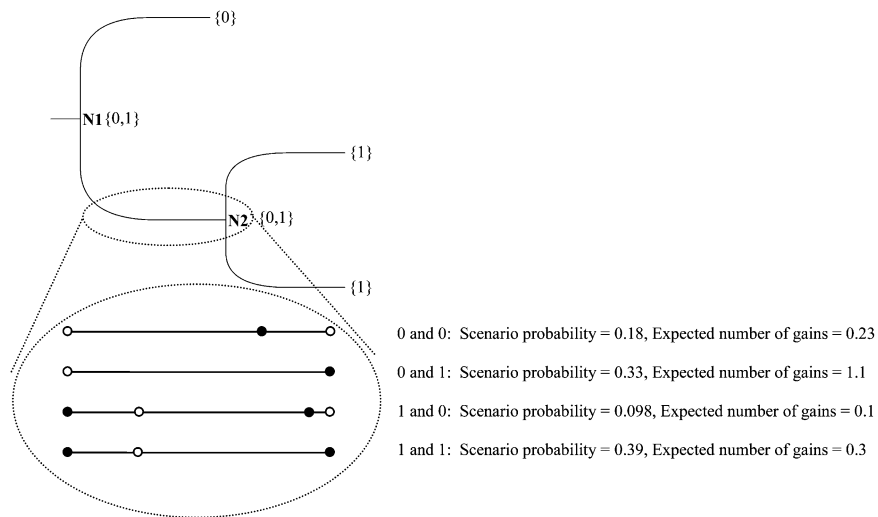 {0}
N1{0,1}
{1}
N2 {0,1}
{1}
0 and 0: Scenario probability = 0.18, Expected number of gains = 0.23
0 and 1: Scenario probability = 0.33, Expected number of gains = 1.1
1 and 0: Scenario probability = 0.098, Expected number of gains = 0.1
1 and 1: Scenario probability = 0.39, Expected number of gains = 0.3